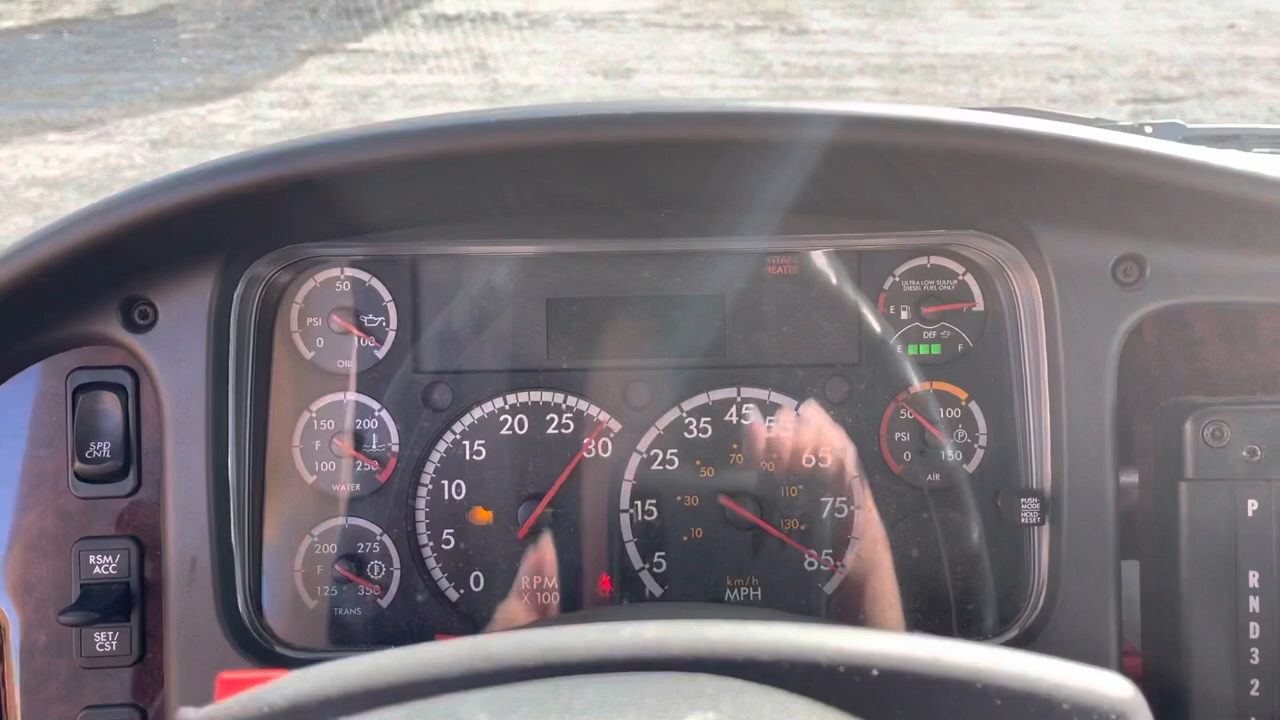 50
PSI
0
100
OIL
150
200
F
100
250
WATER
200
275
F
125
350
TRANS
0
5
10
15
20
25
30
RPM
X 100
5
15
25
35
45
55
65
75
85
10
30
50
70
90
110
130
km/h
MPH
ULTRA LOW SULFUR
DIESEL FUEL ONLY
E
F
DEF
E
F
50
100
PSI
0
150
P
AIR
PUSH-
MODE
HOLD-
RESET
SPD
CNTL
RSM/
ACC
SET/
CST
P
R
N
D
3
2